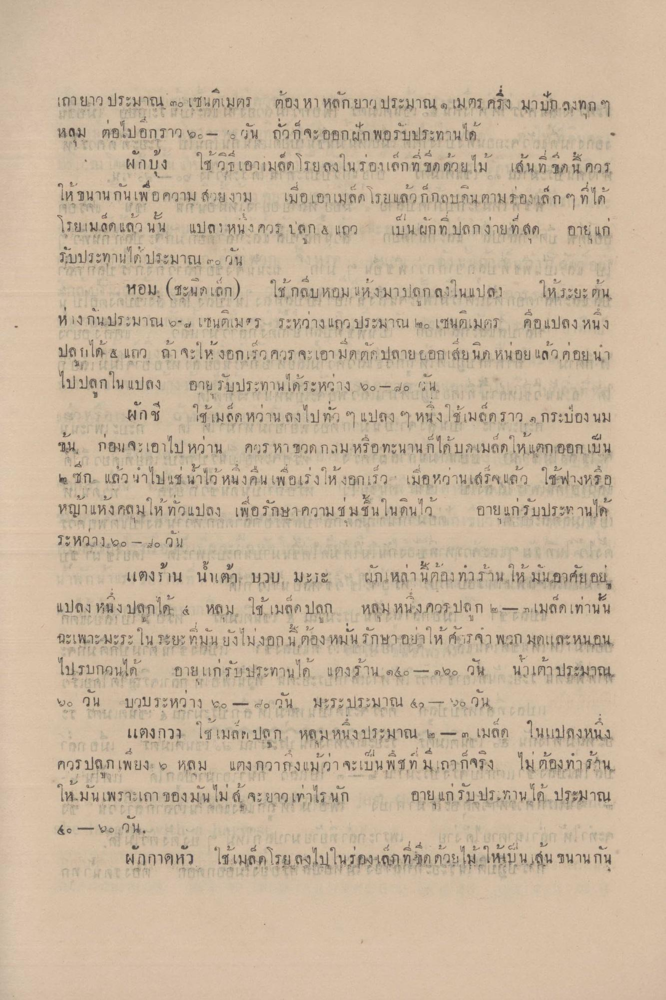 เถายาวประมาณ ๓๐ เซนติเมตร ต้องหาหลักยาวประมาณ ๑ เมตรครึ่ง มาปักลงทุก ๆ
หลุม ต่อไปอีกราว ๖๐ — วัน ถั่วก็จะออกฝักพอรับประทานได้
ผักบุ้ง ใช้วิธีเอาเมล็ดโรยลงในร่องเล็กที่ขีดด้วยไม้ เส้นที่ขีดนี้ควร
ให้ขนานกันเพื่อความสวยงาม เมื่อเอาเมล็ดโรยแล้วก็กลบดินตามร่องเล็ก ๆ ที่ได้
โรยเมล็ดแล้วนั้น แปลงหนึ่งควรปลูก ๕ แถว เป็นผักที่ปลูกง่ายที่สุด อายุแก่
รับประทานได้ประมาณ ๓๐ วัน
หอม (ชะนิดเล็ก) ใช้กลีบหอมแห้งมาปลูกลงในแปลง ให้ระยะต้น
ห่างกันประมาณ ๖-๘ เซนติเมตร ระหว่างแถวประมาณ ๒๐ เซนติเมตร คือแปลงหนึ่ง
ปลูกได้ ๕ แถว ถ้าจะให้งอกเร็วควรจะเอามีดตัดปลายออกเสียนิดหน่อยแล้วค่อยนำ
ไปปลูกในแปลง อายุรับประทานได้ระหว่าง ๖๐ — ๘๐ วัน
ผักชี ใช้เมล็ดหว่านลงไปทั่ว ๆ แปลง ๆ หนึ่งใช้เมล็ดราว ๑ กระป๋องนม
ข้น ก่อนจะเอาไปหว่าน ควรหาขวดกลมหรือทะนานก็ได้บดเมล็ดให้แตกออกเป็น
๒ ซีก แล้วนำไปแช่น้ำไว้หนึ่งคืนเพื่อเร่งให้งอกเร็ว เมื่อหว่านเสร็จแล้ว ใช้ฟางหรือ
หญ้าแห้งคลุมให้ทั่วแปลง เพื่อรักษาความชุ่มชื้นในดินไว้ อายุแก่รับประทานได้
ระหว่าง ๖๐ — ๘๐ วัน
แตงร้าน น้ำเต้า บวบ มะระ ผักเหล่านี้ต้องทำร้านให้มันอาศัยอยู่
แปลงหนึ่งปลูกได้ ๔ หลุม ใช้เมล็ดปลูก หลุมหนึ่งควรปลูก ๒ — ๓ เมล็ดเท่านั้น
ฉะเพาะมะระในระยะที่มันยังไม่งอกนี้ต้องหมั่นรักษาอย่าให้ศัตรูจำพวกมดและหนอน
ไปรบกวนได้ อายุแก่รับประทานได้ แตงร้าน ๑๔๐ — ๑๖๐ วัน น้ำเต้าประมาณ
๖๐ วัน บวบระหว่าง ๖๐ — ๘๐ วัน มะระประมาณ ๔๐ — ๖๐ วัน
แตงกวา ใช้เมล็ดปลูก หลุมหนึ่งประมาณ ๒ — ๓ เมล็ด ในแปลงหนึ่ง
ควรปลูกเพียง ๖ หลุม แตงกวาถึงแม้ว่าจะเป็นพืชที่มีเถาก็จริง ไม่ต้องทำร้าน
ให้มันเพราะเถาของมันไม่สู้จะยาวเท่าไรนัก อายุแก่รับประทานได้ ประมาณ
๔๐ — ๖๐ วัน.
ผักกาดหัว ใช้เมล็ดโรยลงไปในร่องเล็กที่ขีดด้วยไม้ ให้เป็นเส้นขนานกัน